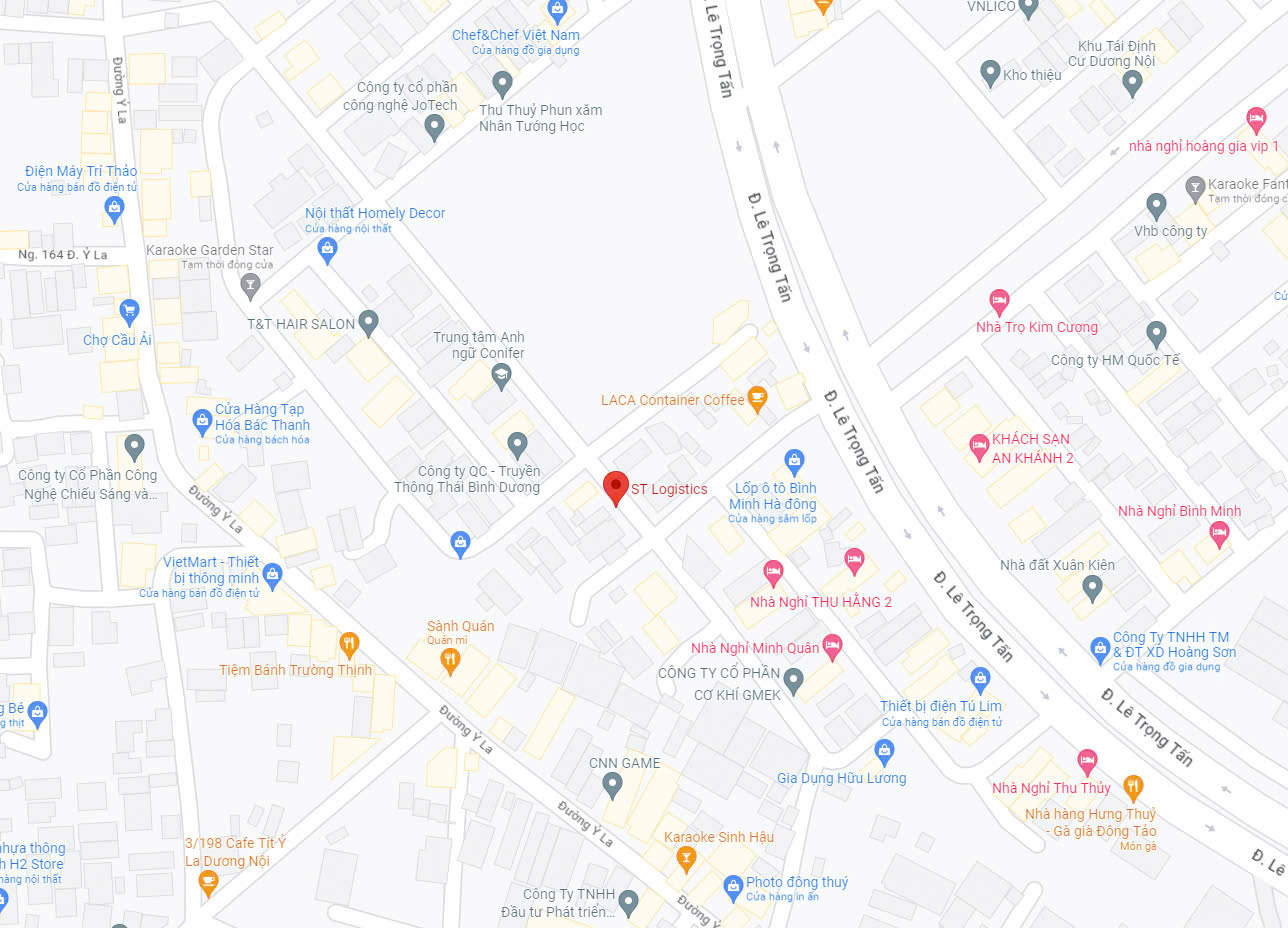 VNLICO
Chef&Chef Việt Nam
Cửa hàng đồ gia dụng
Đ. Lê Trọng Tấn
Khu Tái Định
Cư Dương Nội
Kho thiệu
Đường Ỷ La
Công ty cổ phần
công nghệ JoTech
Thu Thuỷ Phun xăm
Nhân Tướng Học
nhà nghỉ hoàng gia vip 1
Điện Máy Trí Thảo
Cửa hàng bán đồ điện tử
Karaoke Fant
Tạm thời đóng c
Nội thất Homely Decor
Cửa hàng nội thất
Đ. Lê Trọng Tấn
Vhb công ty
Ng. 164 Đ. Ỷ La
Karaoke Garden Star
Tạm thời đóng cửa
Cử
T&T HAIR SALON
Nhà Trọ Kim Cương
Chợ Cầu Ải
Trung tâm Anh
ngữ Conifer
Công ty HM Quốc Tế
LACA Container Coffee
Đ. Lê Trọng Tấn
Cửa Hàng Tạp
Hóa Bác Thanh
Cửa hàng bách hóa
KHÁCH SẠN
AN KHÁNH 2
Công ty Cổ Phần Công
Nghệ Chiếu Sáng và...
Công ty QC - Truyền
Thông Thái Bình Dương
ST Logistics
Lốp ô tô Bình
Minh Hà đông
Cửa hàng săm lốp
Đường Ỷ La
Nhà Nghỉ Bình Minh
VietMart - Thiết
bị thông minh
Cửa hàng bán đồ điện tử
Nhà đất Xuân Kiên
Nhà Nghỉ THU HẰNG 2
Đ. Lê Trọng Tấn
Sành Quán
Quán mì
Nhà Nghỉ Minh Quân
Công Ty TNHH TM
& ĐT XD Hoàng Sơn
Cửa hàng đồ gia dụng
Tiệm Bánh Trường Thịnh
CÔNG TY CỔ PHẦN
CƠ KHÍ GMEK
g Bé
g thịt
Đường Ỷ La
Thiết bị điện Tú Lim
Cửa hàng bán đồ điện tử
Đ. Lê Trọng Tấn
CNN GAME
Gia Dụng Hữu Lương
Nhà Nghỉ Thu Thủy
Đường Ỷ La
Nhà hàng Hưng Thuỷ
- Gà già Đông Tảo
Món gà
3/198 Cafe Tít Ỷ
La Dương Nội
Karaoke Sinh Hậu
nhựa thông
h H2 Store
hàng nội thất
Đ. Lê
Photo đông thuý
Cửa hàng in ấn
Công Ty TNHH
Đầu tư Phát triển...
Đường Ỷ La